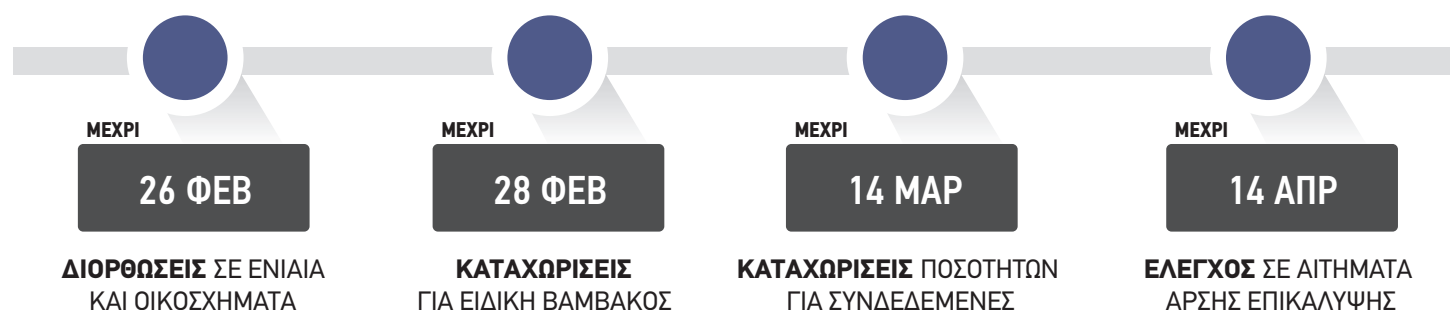 ΜΕΧΡΙ
26 ΦΕΒ
ΔΙΟΡΘΩΣΕΙΣ ΣΕ ΕΝΙΑΙΑ
ΚΑΙ ΟΙΚΟΣΧΗΜΑΤΑ
ΜΕΧΡΙ
28 ΦΕΒ
ΚΑΤΑΧΩΡΙΣΕΙΣ
ΓΙΑ ΕΙΔΙΚΗ ΒΑΜΒΑΚΟΣ
ΜΕΧΡΙ
14 ΜΑΡ
ΚΑΤΑΧΩΡΙΣΕΙΣ ΠΟΣΟΤΗΤΩΝ
ΓΙΑ ΣΥΝΔΕΔΕΜΕΝΕΣ
ΜΕΧΡΙ
14 ΑΠΡ
ΕΛΕΓΧΟΣ ΣΕ ΑΙΤΗΜΑΤΑ
ΑΡΣΗΣ ΕΠΙΚΑΛΥΨΗΣ